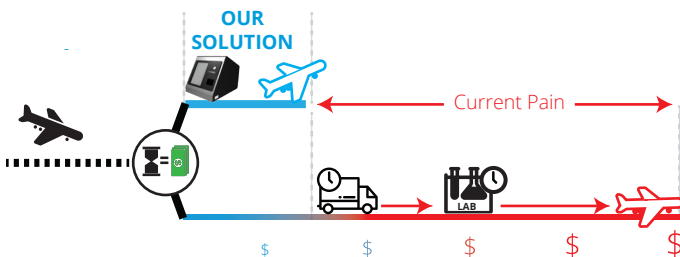 OUR
SOLUTION
Current Pain
=
$
LAB
$ $ $ $ $